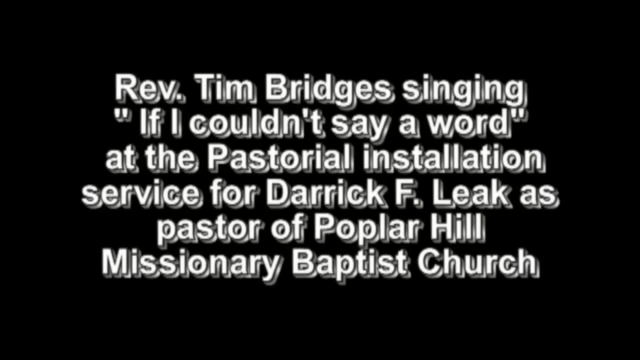 Rev. Tim Bridges singing
" If I couldn't say a word"
at the Pastorial installation
service for Darrick F. Leak as
pastor of Poplar Hill
Missionary Baptist Church